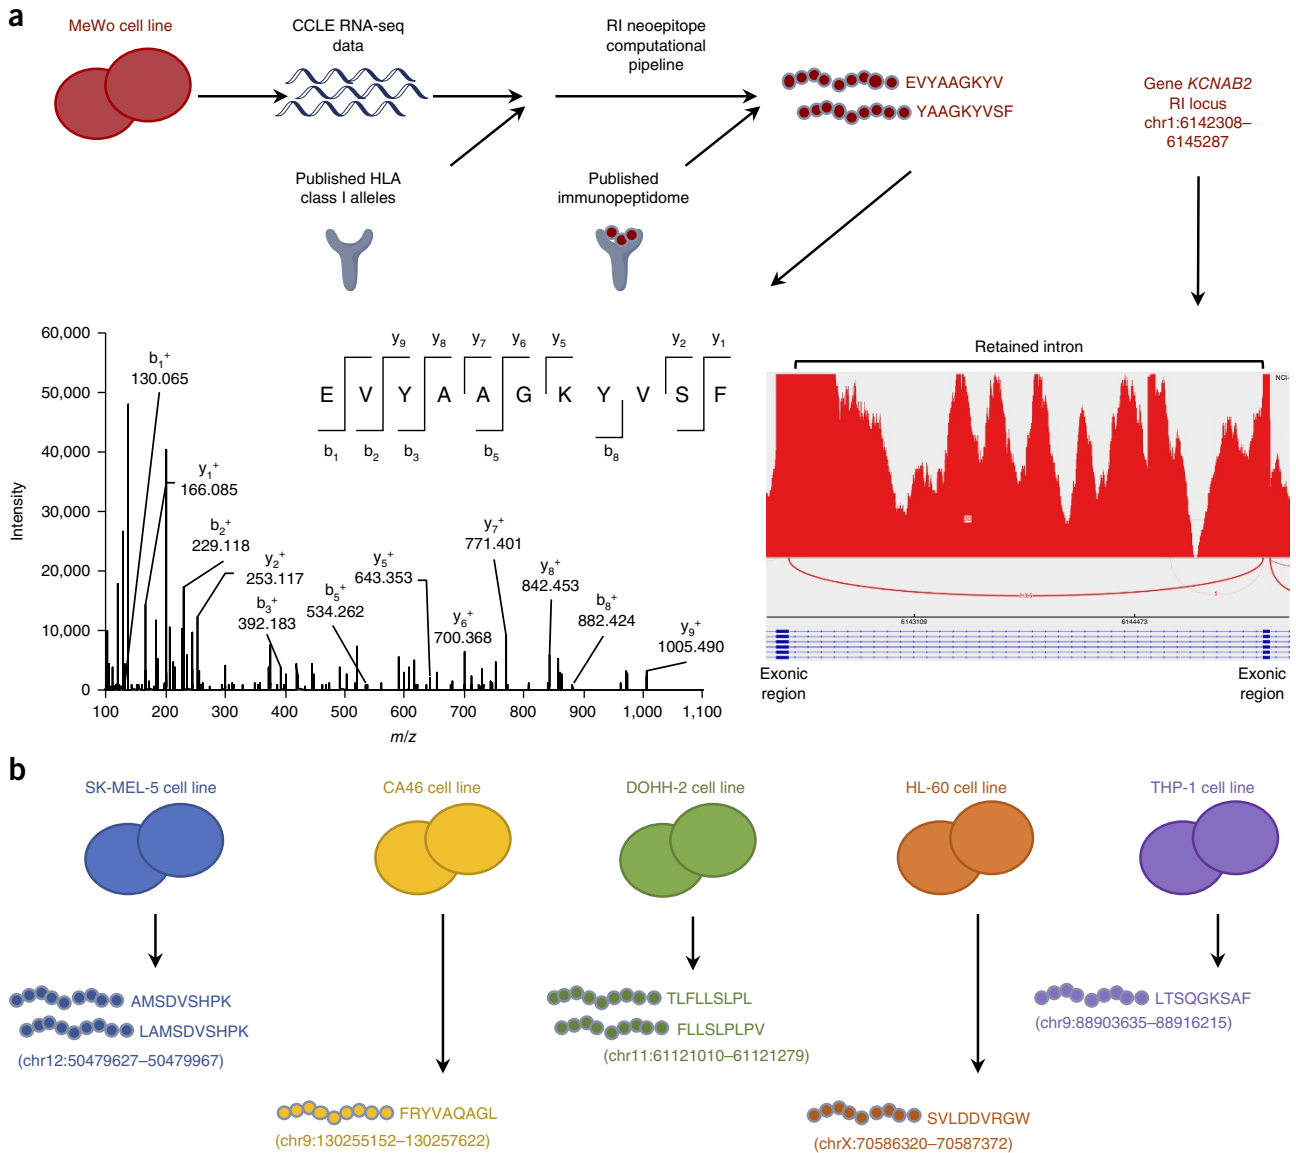 a
MeWo cell line
CCLE RNA-seq
data
RI neoepitope
computational
pipeline
EVYAAGKYV
YAAGKYVSF
Gene KCNAB2
RI locus
chr1:6142308–
6145287
Published HLA
class I alleles
Published
immunopeptidome
60,000
50,000
40,000
30,000
20,000
10,000
0
Intensity
100 200 300 400 500 600 700 800 900 1,000 1,100
m/z
b1+
130.065
y1+
166.085
b2+
229.118
y2+
253.117
b3+
392.183
b5+
534.262
y5+
643.353
y6+
700.368
y7+
771.401
y8+
842.453
b8+
882.424
y9+
1005.490
y9 y8 y7 y6 y5 y2 y1
E V Y A A G K Y V S F
b1 b2 b3 b5 b8
Retained intron
NCI-
1
6143109 6144473
Exonic
region
Exonic
region
b
SK-MEL-5 cell line
CA46 cell line
DOHH-2 cell line
HL-60 cell line
THP-1 cell line
AMSDVSHPK
LAMSDVSHPK
(chr12:50479627–50479967)
FRYVAQAGL
(chr9:130255152–130257622)
TLFLLSLPL
FLLSLPLPV
(chr11:61121010–61121279)
SVLDDVRGW
(chrX:70586320–70587372)
LTSQGKSAF
(chr9:88903635–88916215)